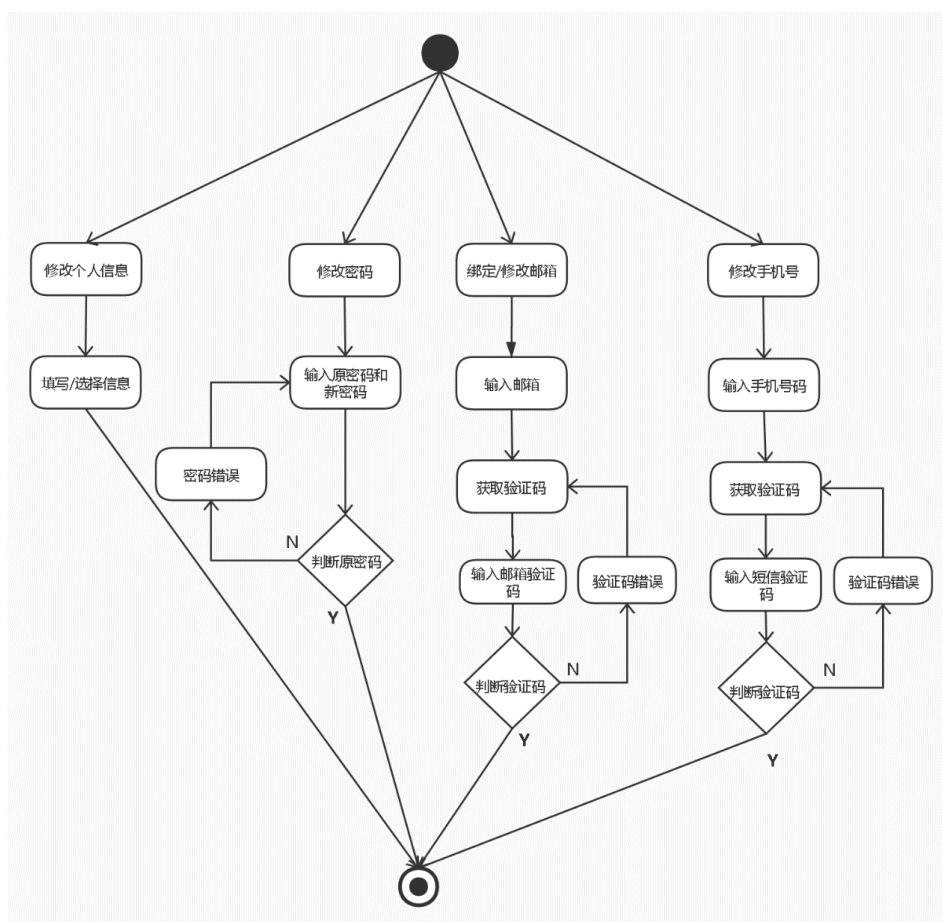 修改个人信息
修改密码
绑定/修改邮箱
修改手机号
填写/选择信息
输入原密码和
新密码
输入邮箱
输入手机号码
密码错误
获取验证码
获取验证码
N
判断原密码
输入邮箱验证
码
验证码错误
输入短信验证
码
验证码错误
Y
N
判断验证码
N
判断验证码
Y
Y